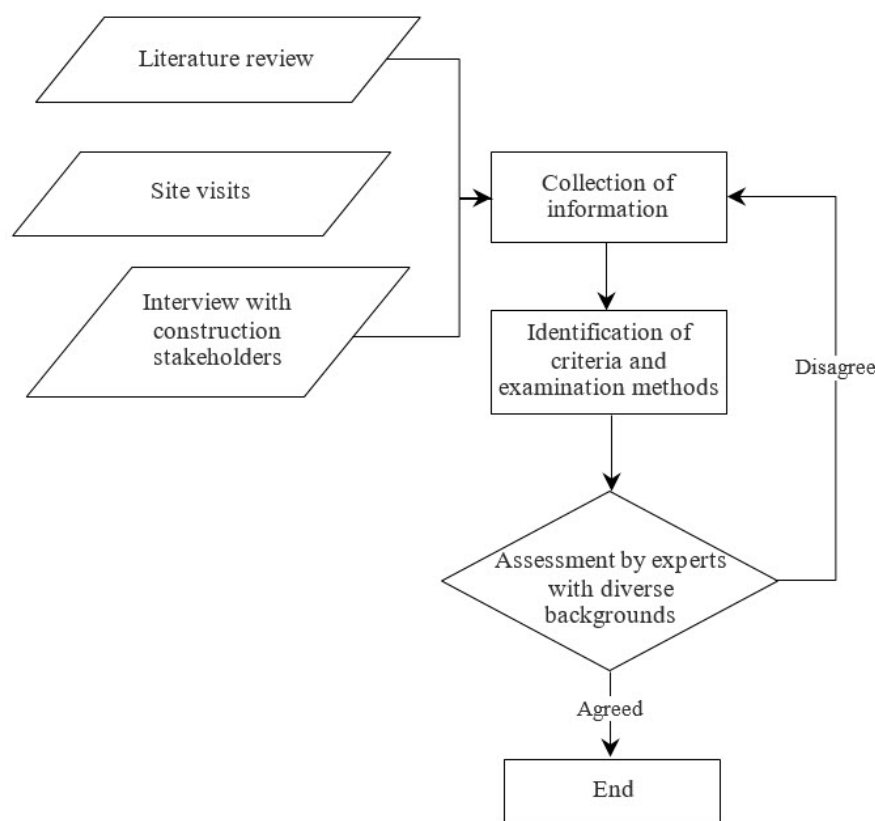 Literature review
Site visits
Interview with
construction
stakeholders
Collection of
information
Identification of
criteria and
examination methods
Disagree
Assessment by experts
with diverse
backgrounds
Agreed
End